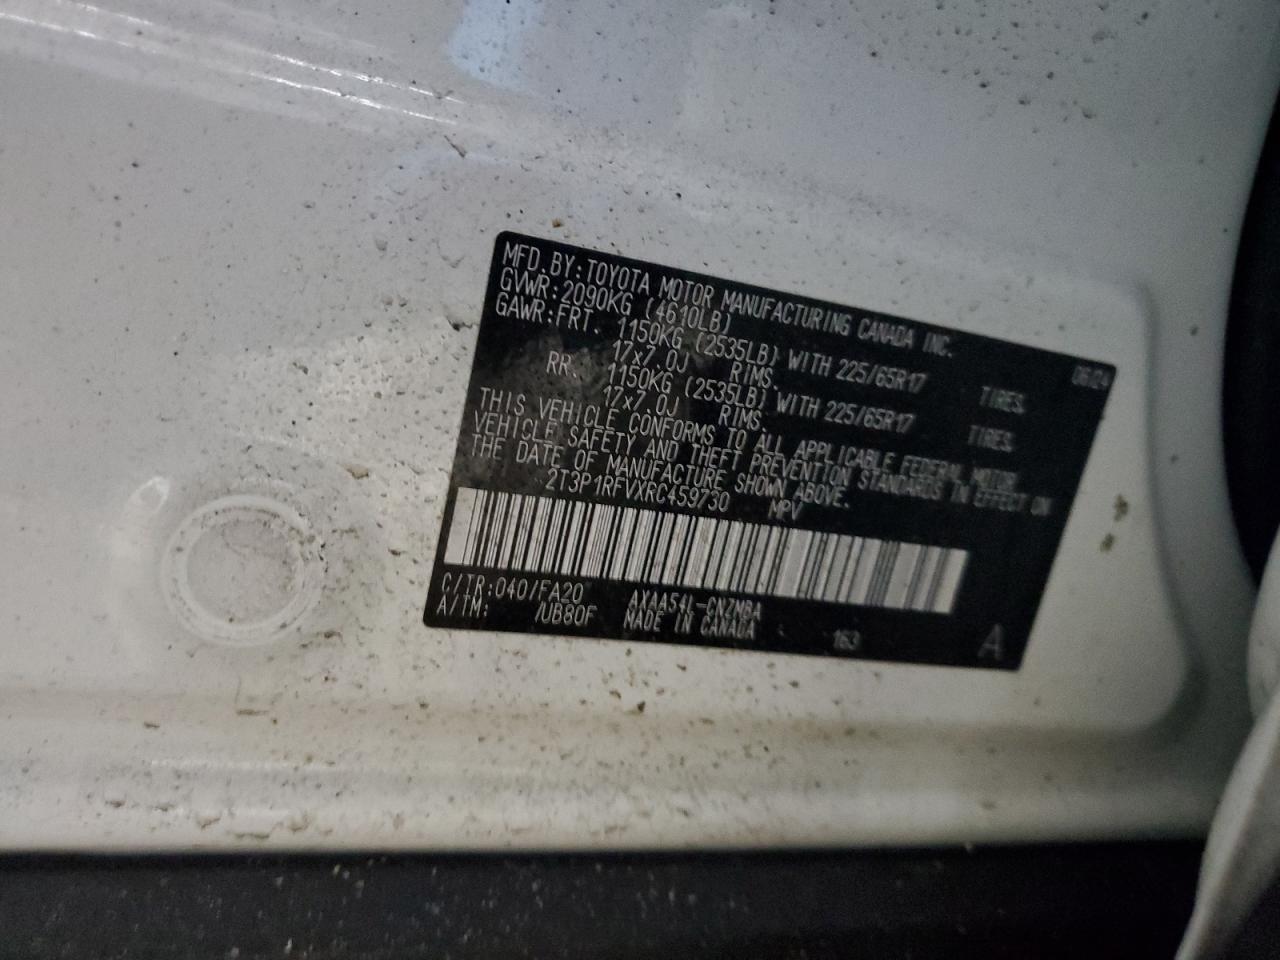 MFD.BY:TOYOTA MOTOR MANUFACTURING CANADA INC.
GVWR:2090KG (4610LB) 06/24
GAWR:FRT. 1150KG (2535LB) WITH 225/65R17 TIRES.
17x7.0J RIMS.
RR. 1150KG (2535LB) WITH 225/65R17 TIRES.
17x7.0J RIMS.
THIS VEHICLE CONFORMS TO ALL APPLICABLE FEDERAL MOTOR
VEHICLE SAFETY AND THEFT PREVENTION STANDARDS IN EFFECT ON
THE DATE OF MANUFACTURE SHOWN ABOVE.
2T3P1RFVXRC459730 MPV
C/TR:040/FA20 AXAA54L-CNZMBA
A/TM: /UB80F MADE IN CANADA 163 A